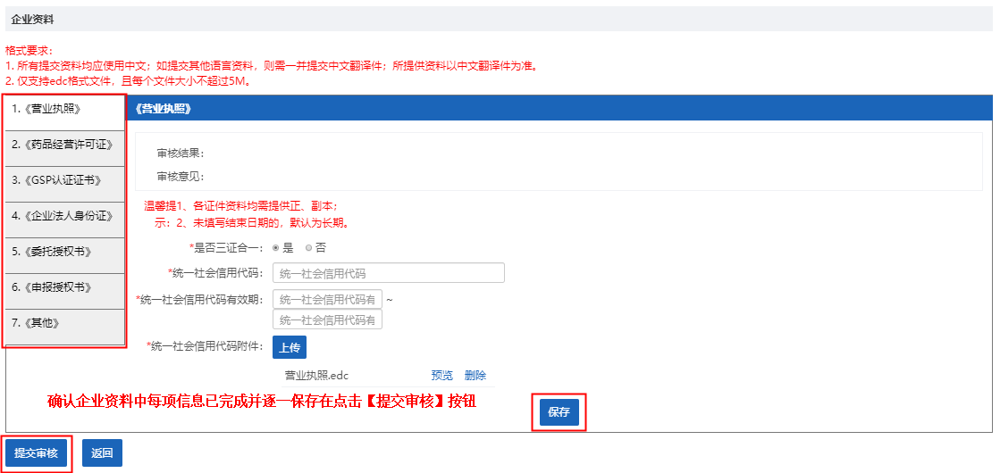 企业资料
格式要求：
1. 所有提交资料均应使用中文；如提交其他语言资料，则需一并提交中文翻译件；所提供资料以中文翻译件为准。
2. 仅支持edc格式文件，且每个文件大小不超过5M。
1.《营业执照》
2.《药品经营许可证》
3.《GSP认证证书》
4.《企业法人身份证》
5.《委托授权书》
6.《申报授权书》
7.《其他》
《营业执照》
审核结果：
审核意见：
温馨提1、各证件资料均需提供正、副本；
示：2、未填写结束日期的，默认为长期。
*是否三证合一： 是 否
*统一社会信用代码： 统一社会信用代码
*统一社会信用代码有效期： 统一社会信用代码有 ~
统一社会信用代码有
*统一社会信用代码附件： 上传
营业执照.edc 预览 删除
确认企业资料中每项信息已完成并逐一保存在点击【提交审核】按钮
保存
提交审核 返回